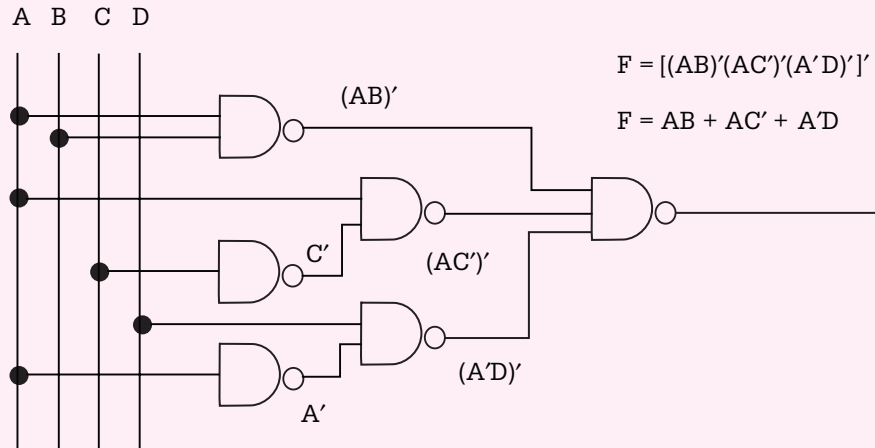 A B C D
F = [(AB)′(AC′)′(A′D)′]′
(AB)′
F = AB + AC′ + A′D
C′
(AC′)′
(A′D)′
A′